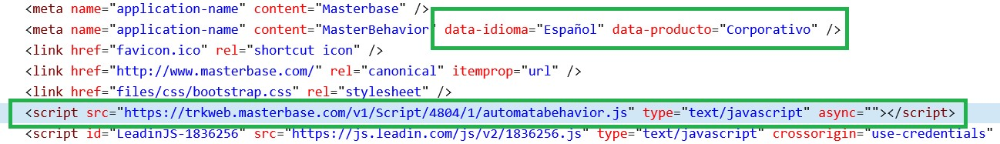 <meta name="application-name" content="Masterbase" />
<meta name="application-name" content="MasterBehavior" data-idioma="Español" data-producto="Corporativo" />
<link href="favicon.ico" rel="shortcut icon" />
<link href="http://www.masterbase.com/" rel="canonical" itemprop="url" />
<link href="files/css/bootstrap.css" rel="stylesheet" />
<script src="https://trkweb.masterbase.com/v1/Script/4804/1/automatabehavior.js" type="text/javascript" async=""></script>
<script id="LeadinJS-1836256" src="https://js.leadin.com/js/v2/1836256.js" type="text/javascript" crossorigin="use-credentials"